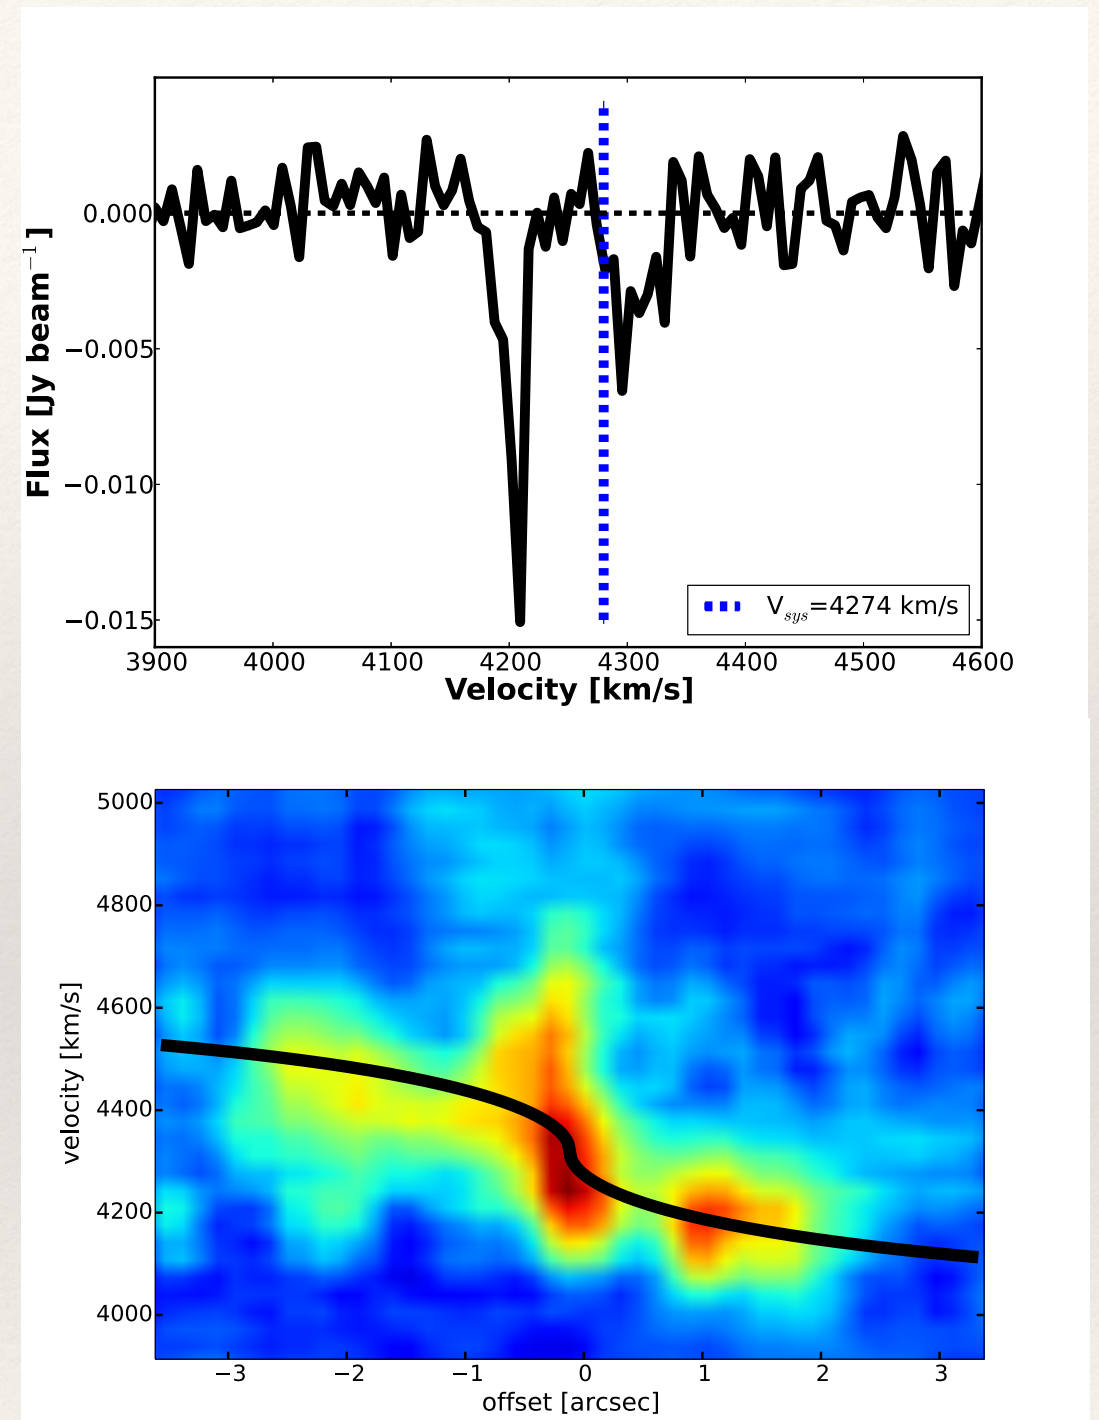 0.000
−0.005
−0.010
−0.015
Flux [Jy beam−1]
3900 4000 4100 4200 4300 4400 4500 4600
Velocity [km/s]
Vsys=4274 km/s
5000
4800
4600
4400
4200
4000
velocity [km/s]
−3 −2 −1 0 1 2 3
offset [arcsec]